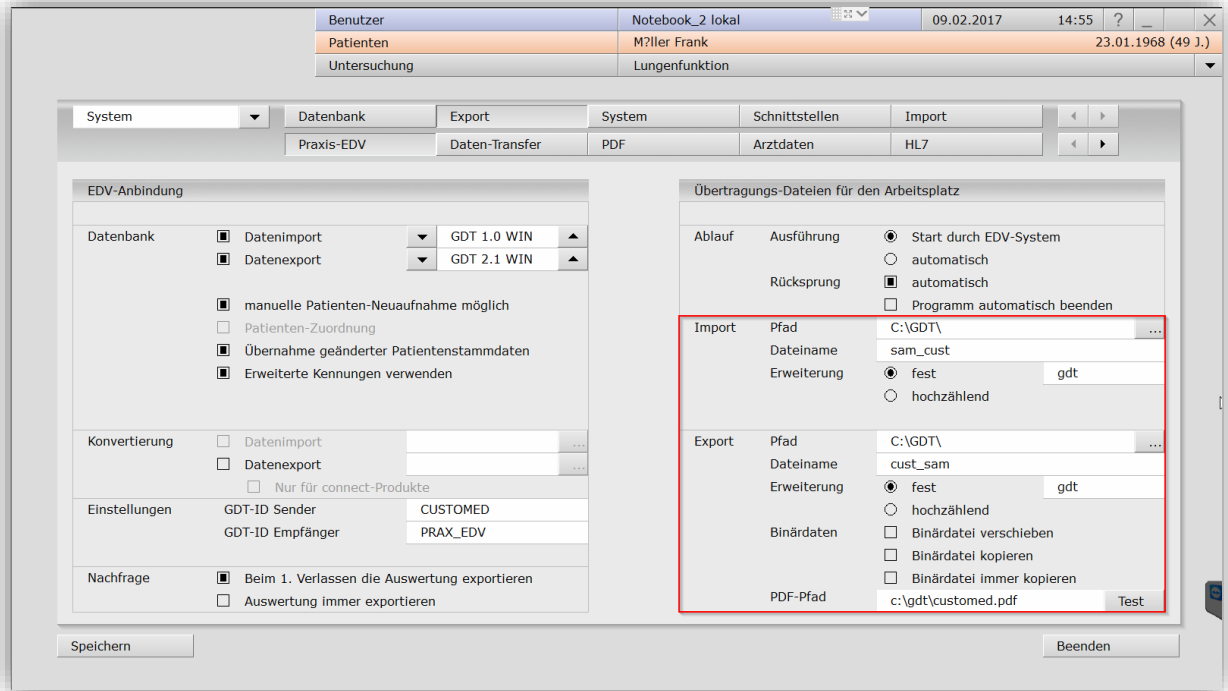 Benutzer Notebook_2 lokal 09.02.2017 14:55 ? _
Patienten M?ller Frank 23.01.1968 (49 J.)
Untersuchung Lungenfunktion
System Datenbank Export System Schnittstellen Import
Praxis-EDV Daten-Transfer PDF Arztdaten HL7
EDV-Anbindung
Datenbank Datenimport GDT 1.0 WIN
Datenexport GDT 2.1 WIN
manuelle Patienten-Neuaufnahme möglich
Patienten-Zuordnung
Übernahme geänderter Patientenstammdaten
Erweiterte Kennungen verwenden
Konvertierung Datenimport ...
Datenexport ...
Nur für connect-Produkte
Einstellungen GDT-ID Sender CUSTOMED
GDT-ID Empfänger PRAX_EDV
Nachfrage Beim 1. Verlassen die Auswertung exportieren
Auswertung immer exportieren
Übertragungs-Dateien für den Arbeitsplatz
Ablauf Ausführung Start durch EDV-System
automatisch
Rücksprung automatisch
Programm automatisch beenden
Import Pfad C:\GDT\ ...
Dateiname sam_cust
Erweiterung fest gdt
hochzählend
Export Pfad C:\GDT\ ...
Dateiname cust_sam
Erweiterung fest gdt
hochzählend
Binärdaten Binärdatei verschieben
Binärdatei kopieren
Binärdatei immer kopieren
PDF-Pfad c:\gdt\customed.pdf Test
Speichern Beenden